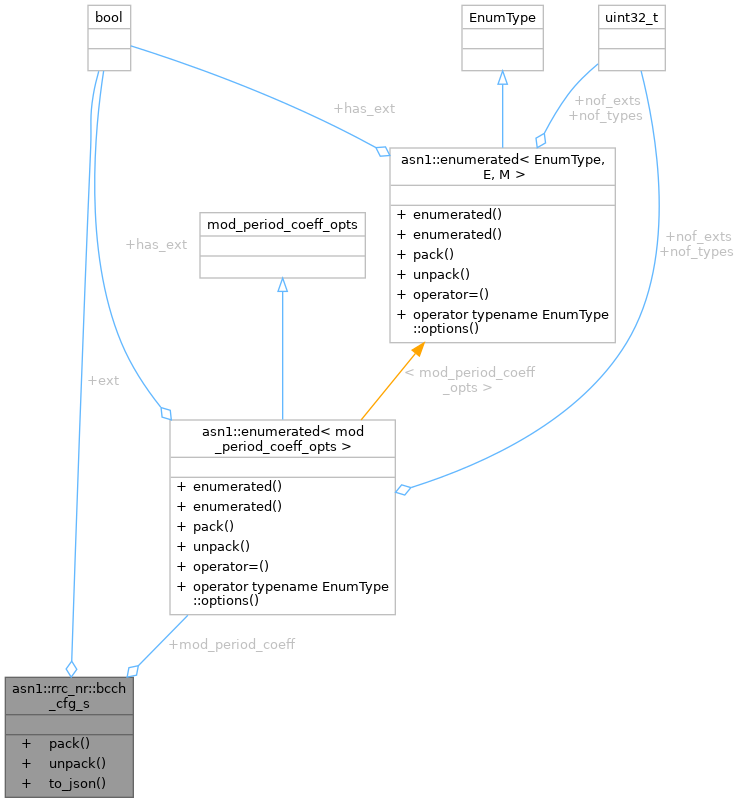 bool
EnumType
uint32_t
+has_ext
+nof_exts
+nof_types
asn1::enumerated< EnumType,
E, M >
+ enumerated()
+ enumerated()
+ pack()
+ unpack()
+ operator=()
+ operator typename EnumType
::options()
mod_period_coeff_opts
+has_ext
+nof_exts
+nof_types
+ext
< mod_period_coeff
_opts >
asn1::enumerated< mod
_period_coeff_opts >
+ enumerated()
+ enumerated()
+ pack()
+ unpack()
+ operator=()
+ operator typename EnumType
::options()
+mod_period_coeff
asn1::rrc_nr::bcch
_cfg_s
+ pack()
+ unpack()
+ to_json()